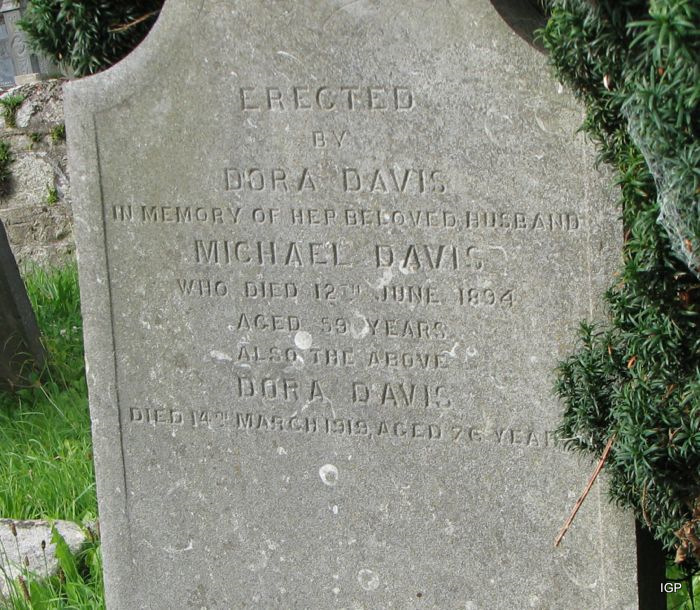 ERECTED
BY
DORA DAVIS
IN MEMORY OF HER BELOVED HUSBAND
MICHAEL DAVIS
WHO DIED 12TH JUNE 1894
AGED 59 YEARS
ALSO THE ABOVE
DORA DAVIS
DIED 14TH MARCH 1919, AGED 76 YEAR
IGP